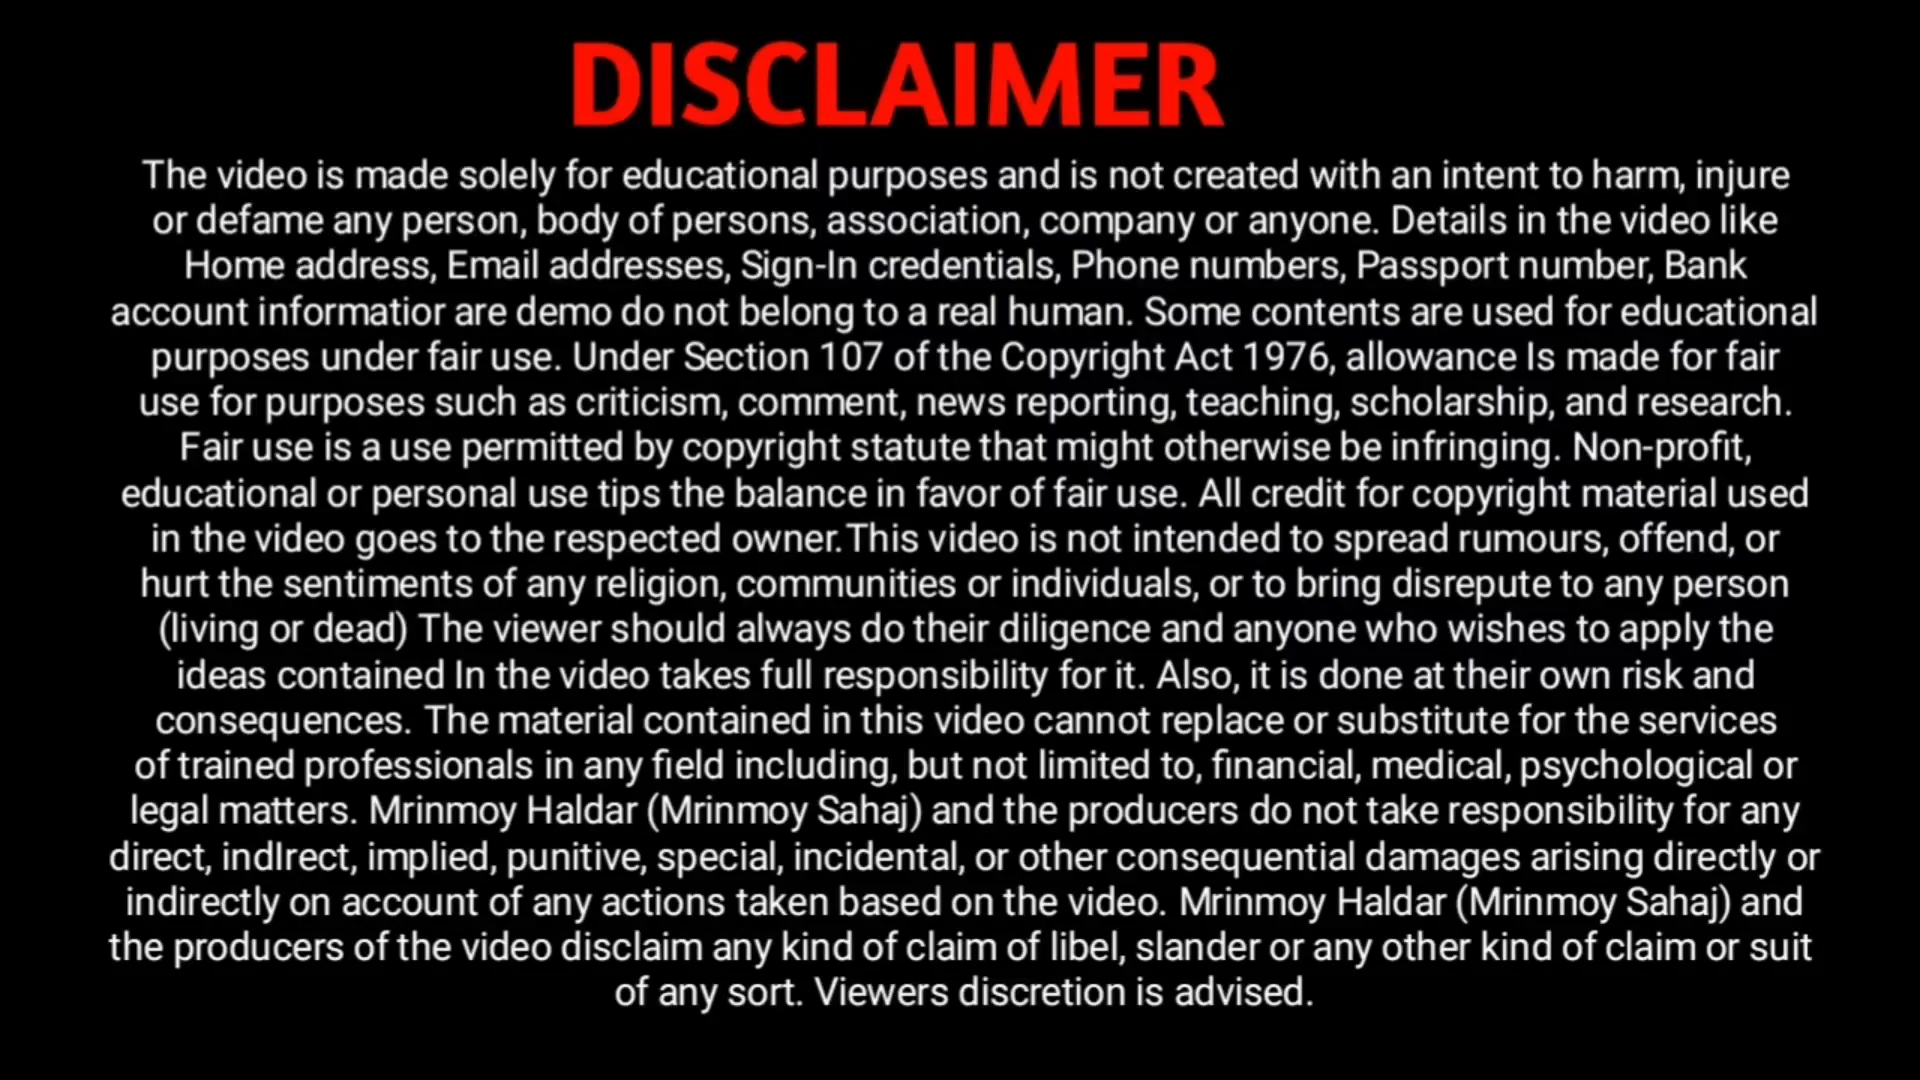 DISCLAIMER
The video is made solely for educational purposes and is not created with an intent to harm, injure
or defame any person, body of persons, association, company or anyone. Details in the video like
Home address, Email addresses, Sign-In credentials, Phone numbers, Passport number, Bank
account informatior are demo do not belong to a real human. Some contents are used for educational
purposes under fair use. Under Section 107 of the Copyright Act 1976, allowance Is made for fair
use for purposes such as criticism, comment, news reporting, teaching, scholarship, and research.
Fair use is a use permitted by copyright statute that might otherwise be infringing. Non-profit,
educational or personal use tips the balance in favor of fair use. All credit for copyright material used
in the video goes to the respected owner.This video is not intended to spread rumours, offend, or
hurt the sentiments of any religion, communities or individuals, or to bring disrepute to any person
(living or dead) The viewer should always do their diligence and anyone who wishes to apply the
ideas contained In the video takes full responsibility for it. Also, it is done at their own risk and
consequences. The material contained in this video cannot replace or substitute for the services
of trained professionals in any field including, but not limited to, financial, medical, psychological or
legal matters. Mrinmoy Haldar (Mrinmoy Sahaj) and the producers do not take responsibility for any
direct, indIrect, implied, punitive, special, incidental, or other consequential damages arising directly or
indirectly on account of any actions taken based on the video. Mrinmoy Haldar (Mrinmoy Sahaj) and
the producers of the video disclaim any kind of claim of libel, slander or any other kind of claim or suit
of any sort. Viewers discretion is advised.